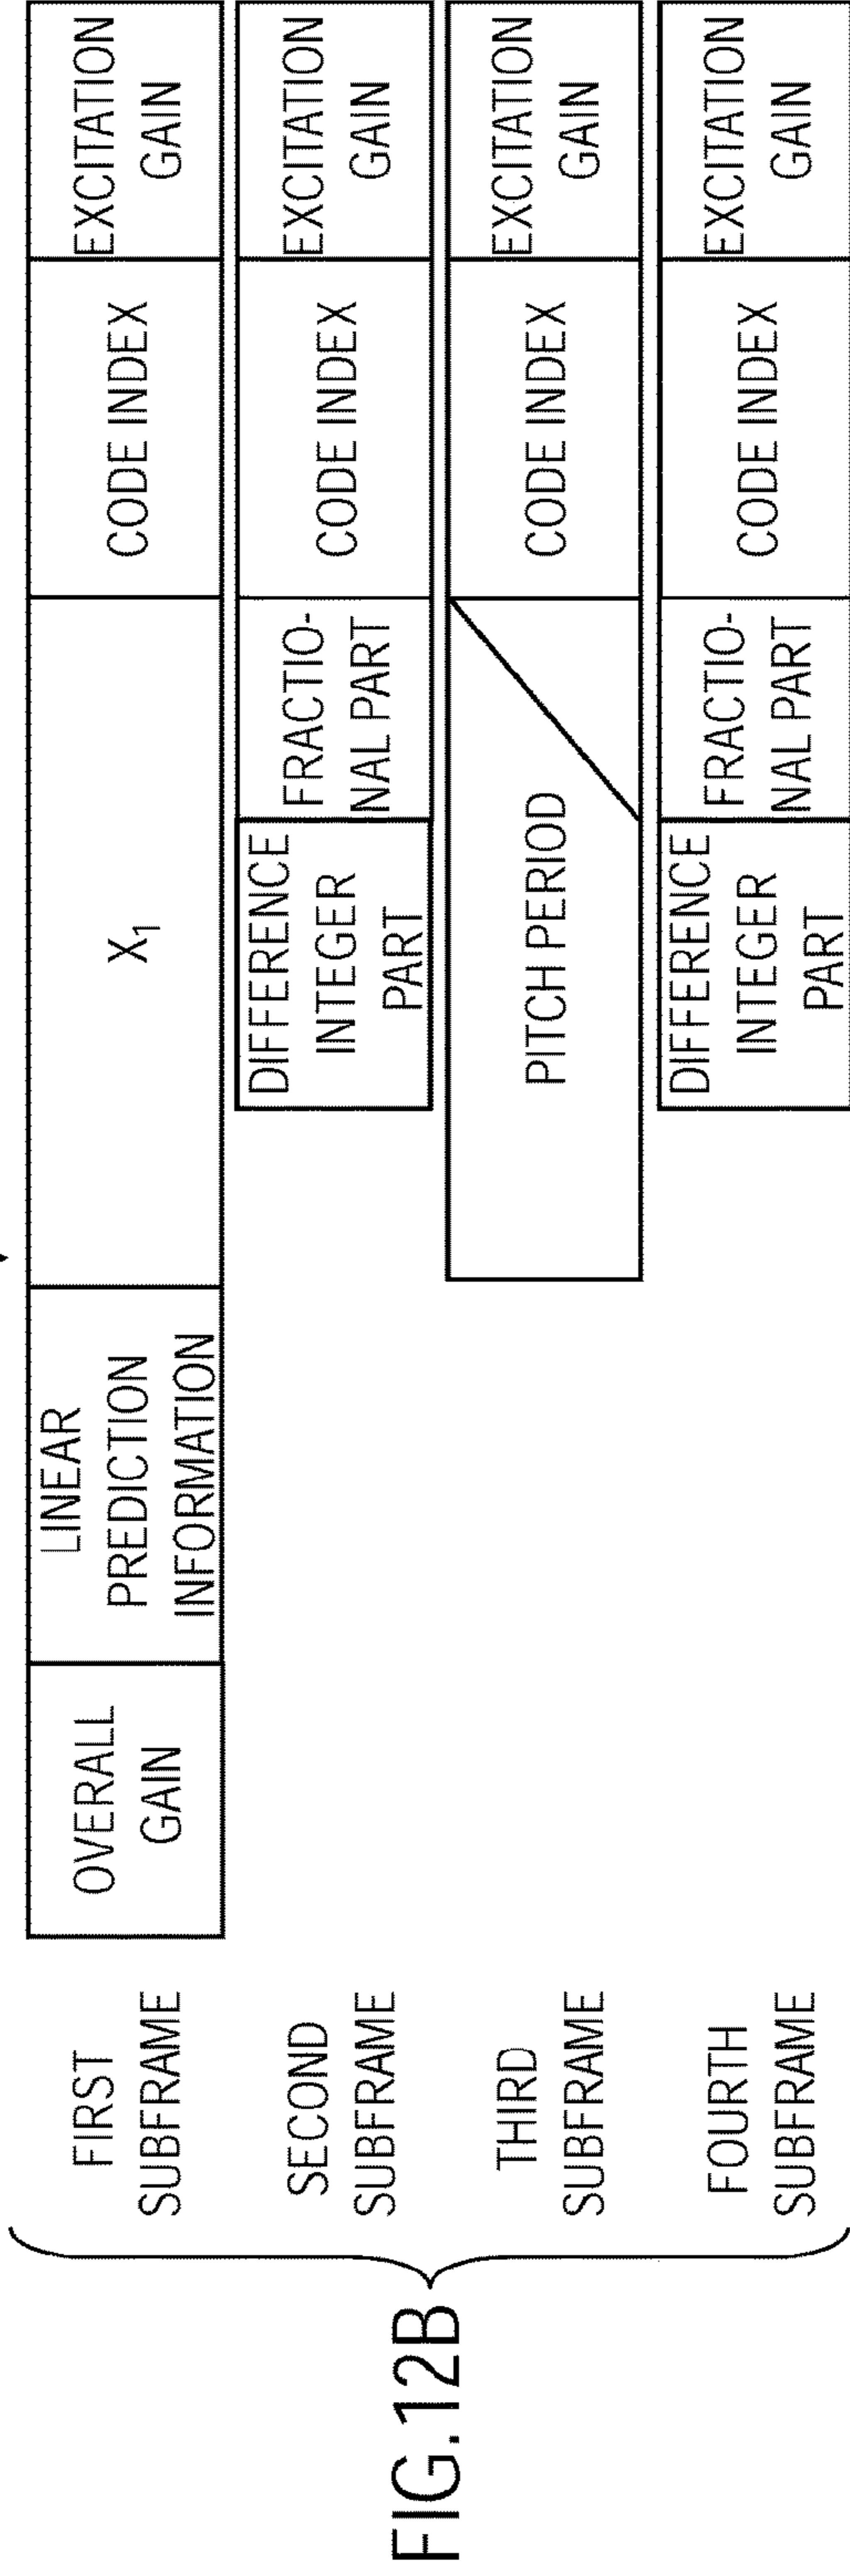 FIG.12B
FIRST
SUBFRAME
OVERALL
GAIN
LINEAR
PREDICTION
INFORMATION
X1
CODE INDEX
EXCITATION
GAIN
SECOND
SUBFRAME
DIFFERENCE
INTEGER
PART
FRACTIO-
NAL PART
CODE INDEX
EXCITATION
GAIN
THIRD
SUBFRAME
PITCH PERIOD
CODE INDEX
EXCITATION
GAIN
FOURTH
SUBFRAME
DIFFERENCE
INTEGER
PART
FRACTIO-
NAL PART
CODE INDEX
EXCITATION
GAIN